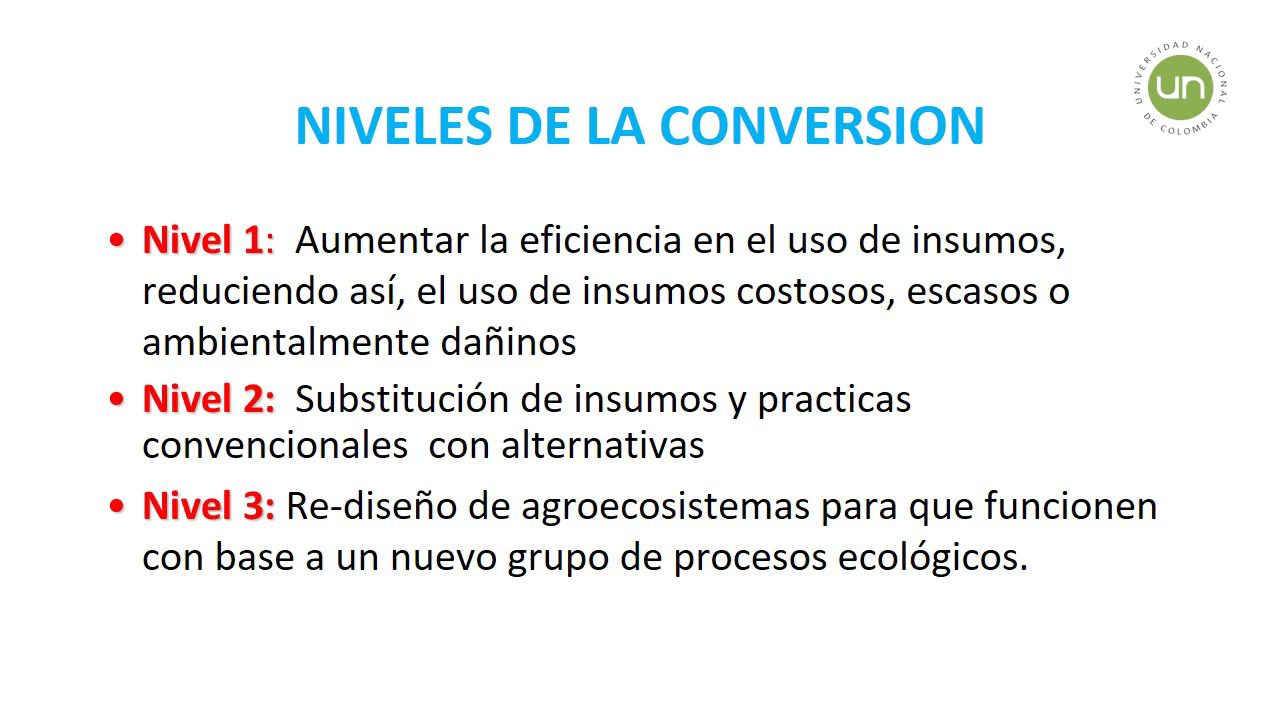 UNIVERSIDAD NACIONAL
DE COLOMBIA
un
NIVELES DE LA CONVERSION
• Nivel 1:  Aumentar la eficiencia en el uso de insumos,
reduciendo así, el uso de insumos costosos, escasos o
ambientalmente dañinos
• Nivel 2:  Substitución de insumos y practicas
convencionales  con alternativas
• Nivel 3: Re-diseño de agroecosistemas para que funcionen
con base a un nuevo grupo de procesos ecológicos.